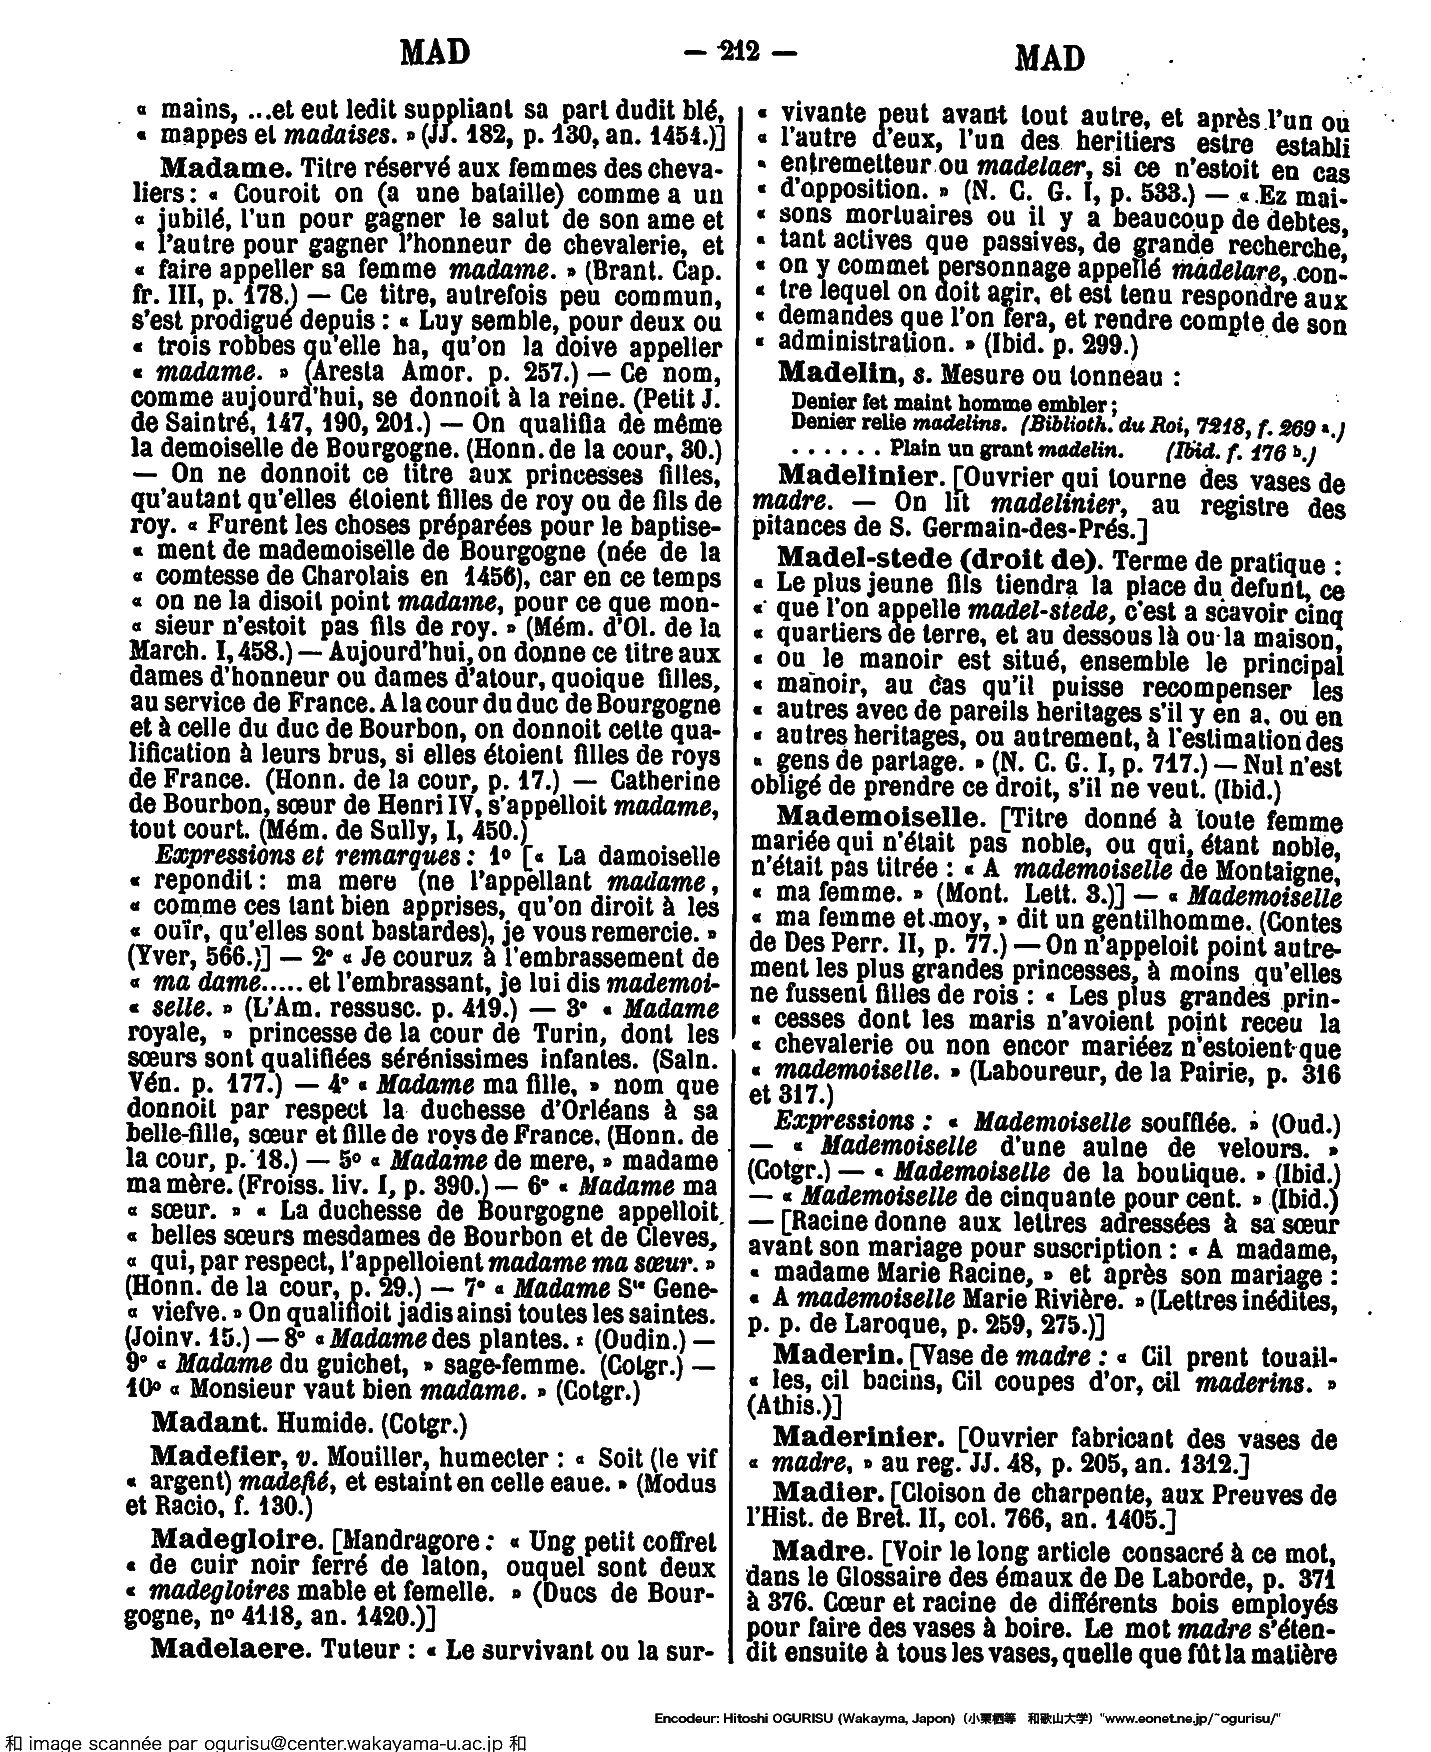 MAD
— 212 —
MAD
« mains, ...et eut ledit suppliant sa part dudit blé,
« mappes et madaises. » (JJ. 182, p. 130, an. 1451.)]
Madame. Titre réservé aux femmes des cheva-
liers : « Couroit on (a une bataille) comme a un
« jubilé, l'un pour gagner le salut de son ame et
« l'autre pour gagner l'honneur de chevalerie, et
« faire appeller sa femme madame. » (Brant. Cap.
fr. III, p. 178.) — Ce titre, autrefois peu commun,
s'est prodigué depuis : « Luy semble, pour deux ou
« trois robbes qu'elle ha, qu'on la doive appeller
« madame. » (Aresta Amor. p. 257.) — Ce nom,
comme aujourd'hui, se donnoit à la reine. (Petit J.
de Saintré, 147, 190, 201.) — On qualifia de même
la demoiselle de Bourgogne. (Honn. de la cour, 30.)
— On ne donnoit ce titre aux princesses filles,
qu'autant qu'elles étoient filles de roy ou de fils de
roy. « Furent les choses préparées pour le baptise-
« ment de mademoiselle de Bourgogne (née de la
« comtesse de Charolais en 1456), car en ce temps
« on ne la disoit point madame, pour ce que mon-
« sieur n'estoit pas fils de roy. » (Mém. d'Ol. de la
March. I, 458.) — Aujourd'hui, on donne ce titre aux
dames d'honneur ou dames d'atour, quoique filles,
au service de France. A la cour du duc de Bourgogne
et à celle du duc de Bourbon, on donnoit cette qua-
lification à leurs brus, si elles étoient filles de roys
de France. (Honn. de la cour, p. 17.) — Catherine
de Bourbon, sœur de Henri IV, s'appelloit madame,
tout court. (Mém. de Sully, I, 450.)
Expressions et remarques : 1º [« La damoiselle
« repondit : ma mere (ne l'appellant madame,
« comme ces tant bien apprises, qu'on diroit à les
« ouïr, qu'elles sont bastardes), je vous remercie. »
(Yver, 566.)] — 2º « Je couruz à l'embrassement de
« ma dame..... et l'embrassant, je lui dis mademoi-
« selle. » (L'Am. ressusc. p. 419.) — 3º « Madame
royale, » princesse de la cour de Turin, dont les
sœurs sont qualifiées sérénissimes infantes. (Saln.
Vén. p. 177.) — 4º « Madame ma fille, » nom que
donnoit par respect la duchesse d'Orléans à sa
belle-fille, sœur et fille de roys de France. (Honn. de
la cour, p. 18.) — 5º « Madame de mere, » madame
ma mère. (Froiss. liv. I, p. 390.) — 6º « Madame ma
« sœur. » « La duchesse de Bourgogne appelloit
« belles sœurs mesdames de Bourbon et de Cleves,
« qui, par respect, l'appelloient madame ma sœur. »
(Honn. de la cour, p. 29.) — 7º « Madame Ste Gene-
« viefve. » On qualifioit jadis ainsi toutes les saintes.
(Joinv. 15.) — 8º « Madame des plantes. » (Oudin.) —
9º « Madame du guichet, » sage-femme. (Cotgr.) —
10º « Monsieur vaut bien madame. » (Cotgr.)
Madant. Humide. (Cotgr.)
Madefier, v. Mouiller, humecter : « Soit (le vif
« argent) madefié, et estaint en celle eaue. » (Modus
et Racio, f. 130.)
Madegloire. [Mandragore : « Ung petit coffret
« de cuir noir ferré de laton, ouquel sont deux
« madegloires mable et femelle. » (Ducs de Bour-
gogne, nº 4118, an. 1420.)]
Madelaere. Tuteur : « Le survivant ou la sur-
« vivante peut avant tout autre, et après l'un ou
« l'autre d'eux, l'un des heritiers estre establi
« entremetteur ou madelaer, si ce n'estoit en cas
« d'opposition. » (N. C. G. I, p. 533.) — « Ez mai-
« sons mortuaires ou il y a beaucoup de debtes,
« tant actives que passives, de grande recherche,
« on y commet personnage appellé madelare, con-
« tre lequel on doit agir, et est tenu respondre aux
« demandes que l'on fera, et rendre compte de son
« administration. » (Ibid. p. 299.)
Madelin, s. Mesure ou tonneau :
Denier fet maint homme embler ;
Denier relie madelins. (Biblioth. du Roi, 7218, f. 269 a.)
. . . . . . Plain un grant madelin. (Ibid. f. 176 b.)
Madelinier. [Ouvrier qui tourne des vases de
madre. — On lit madelinier, au registre des
pitances de S. Germain-des-Prés.]
Madel-stede (droit de). Terme de pratique :
« Le plus jeune fils tiendra la place du defunt, ce
« que l'on appelle madel-stede, c'est a scavoir cinq
« quartiers de terre, et au dessous là ou la maison,
« ou le manoir est situé, ensemble le principal
« manoir, au cas qu'il puisse recompenser les
« autres avec de pareils heritages s'il y en a, ou en
« autres heritages, ou autrement, à l'estimation des
« gens de partage. » (N. C. G. I, p. 717.) — Nul n'est
obligé de prendre ce droit, s'il ne veut. (Ibid.)
Mademoiselle. [Titre donné à toute femme
mariée qui n'était pas noble, ou qui, étant noble,
n'était pas titrée : « A mademoiselle de Montaigne,
« ma femme. » (Mont. Lett. 3.)] — « Mademoiselle
« ma femme et moy, » dit un gentilhomme. (Contes
de Des Perr. II, p. 77.) — On n'appeloit point autre-
ment les plus grandes princesses, à moins qu'elles
ne fussent filles de rois : « Les plus grandes prin-
« cesses dont les maris n'avoient point receu la
« chevalerie ou non encor mariéez n'estoient que
« mademoiselle. » (Laboureur, de la Pairie, p. 316
et 317.)
Expressions : « Mademoiselle soufflée. » (Oud.)
— « Mademoiselle d'une aulne de velours. »
(Cotgr.) — « Mademoiselle de la boutique. » (Ibid.)
— « Mademoiselle de cinquante pour cent. » (Ibid.)
— [Racine donne aux lettres adressées à sa sœur
avant son mariage pour suscription : « A madame,
« madame Marie Racine, » et après son mariage :
« A mademoiselle Marie Rivière. » (Lettres inédites,
p. p. de Laroque, p. 259, 275.)]
Maderin. [Vase de madre : « Cil prent touail-
« les, cil bacins, Cil coupes d'or, cil maderins. »
(Athis.)]
Maderinier. [Ouvrier fabricant des vases de
« madre, » au reg. JJ. 48, p. 205, an. 1312.]
Madier. [Cloison de charpente, aux Preuves de
l'Hist. de Bret. II, col. 766, an. 1405.]
Madre. [Voir le long article consacré à ce mot,
dans le Glossaire des émaux de De Laborde, p. 371
à 376. Cœur et racine de différents bois employés
pour faire des vases à boire. Le mot madre s'éten-
dit ensuite à tous les vases, quelle que fût la matière
Encodeur: Hitoshi OGURISU (Wakayma, Japon) (小栗栖等 和歌山大学) "www.eonet.ne.jp/~ogurisu/"
和 image scannée par ogurisu@center.wakayama-u.ac.jp 和